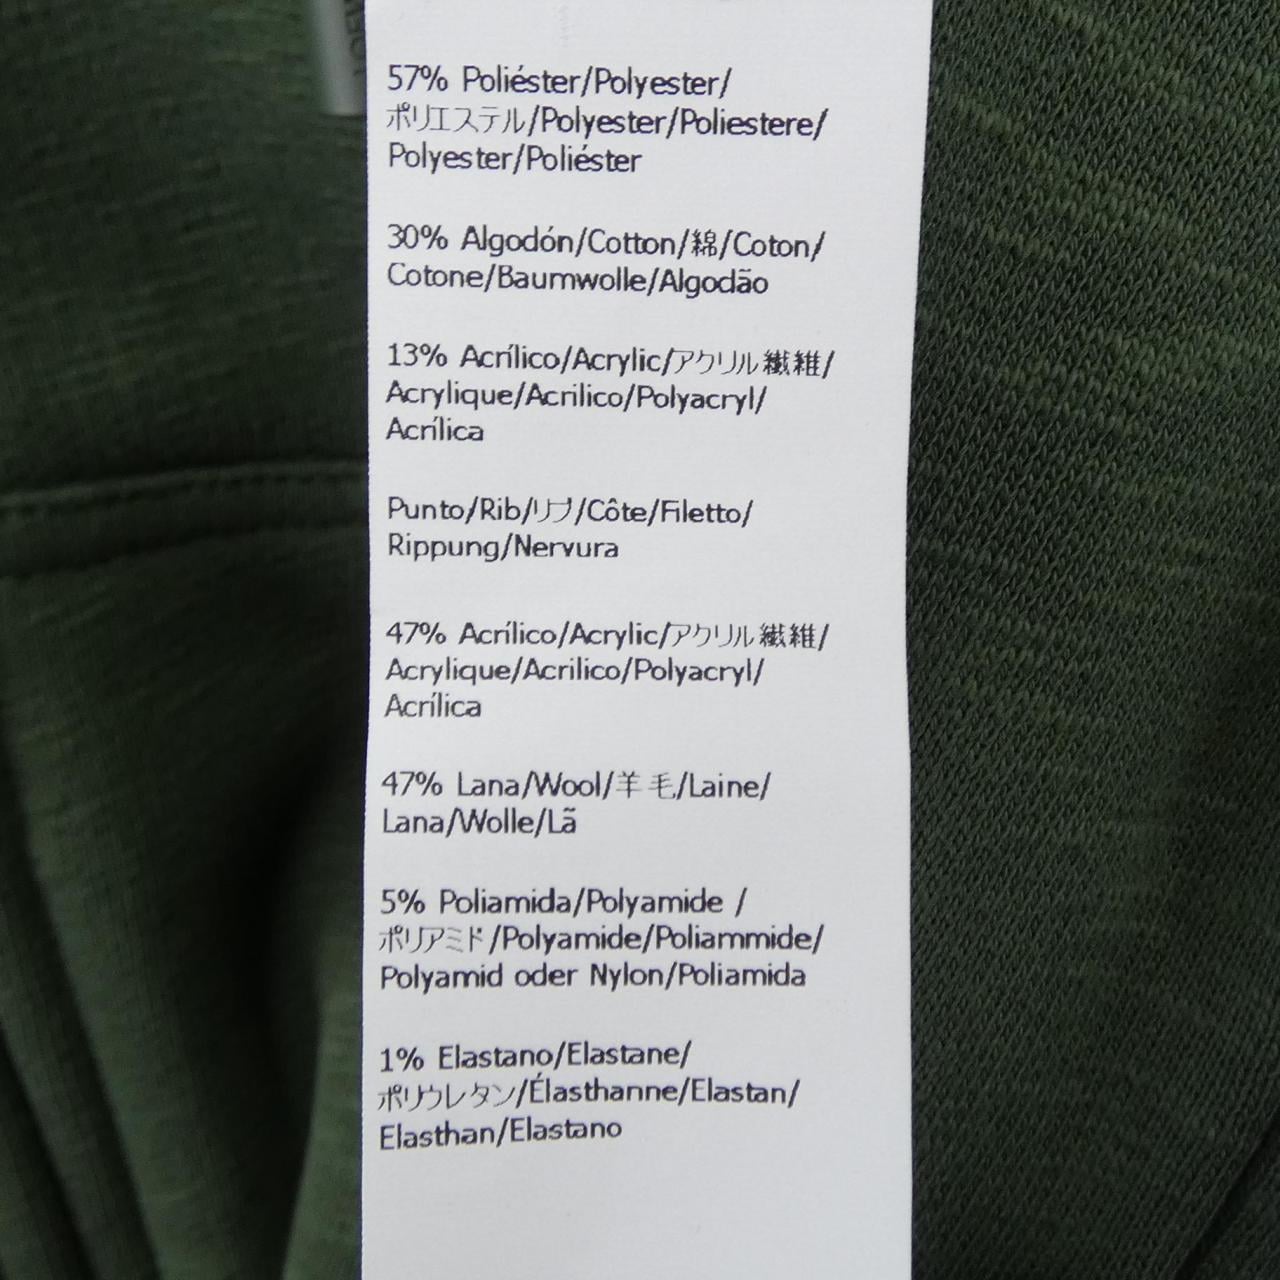 57% Poliéster/Polyester/
ポリエステル/Polyester/Poliestere/
Polyester/Poliéster
30% Algodón/Cotton/綿/Coton/
Cotone/Baumwolle/Algodão
13% Acrílico/Acrylic/アクリル繊維/
Acrylique/Acrilico/Polyacryl/
Acrílica
Punto/Rib/リブ/Côte/Filetto/
Rippung/Nervura
47% Acrílico/Acrylic/アクリル繊維/
Acrylique/Acrilico/Polyacryl/
Acrílica
47% Lana/Wool/羊毛/Laine/
Lana/Wolle/Lã
5% Poliamida/Polyamide /
ポリアミド/Polyamide/Poliammide/
Polyamid oder Nylon/Poliamida
1% Elastano/Elastane/
ポリウレタン/Élasthanne/Elastan/
Elasthan/Elastano